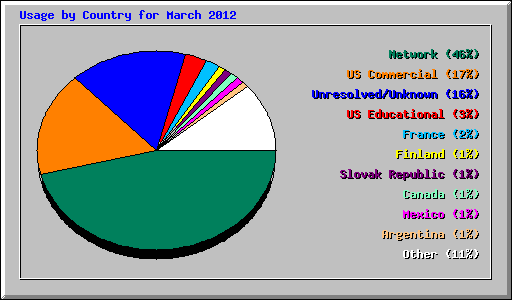 Usage by Country for March 2012
Network (46%)
US Commercial (17%)
Unresolved/Unknown (16%)
US Educational (3%)
France (2%)
Finland (1%)
Slovak Republic (1%)
Canada (1%)
Mexico (1%)
Argentina (1%)
Other (11%)